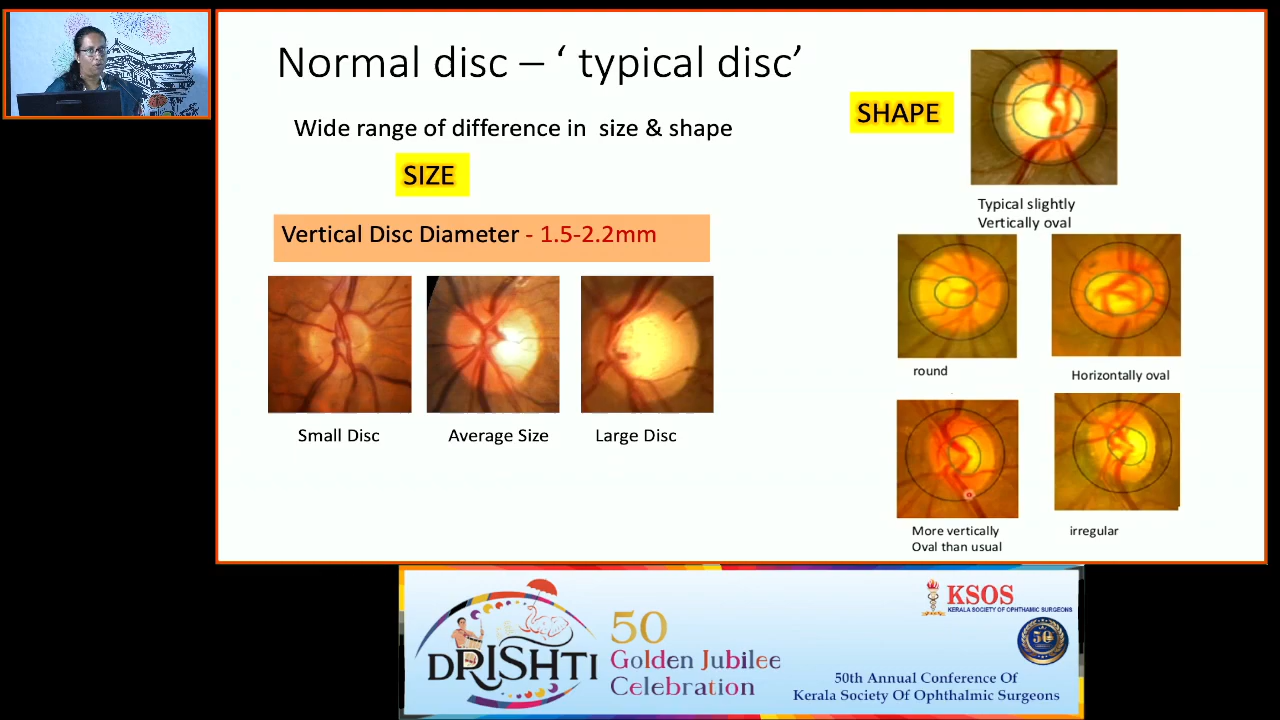 Normal disc – ‘ typical disc’
Wide range of difference in  size & shape
SIZE
Vertical Disc Diameter - 1.5-2.2mm
Small Disc
Average Size
Large Disc
SHAPE
Typical slightly
Vertically oval
round
Horizontally oval
More vertically
Oval than usual
irregular
DRISHTI
50
Golden Jubilee
Celebration
KSOS
KERALA SOCIETY OF OPHTHAMIC SURGEONS
50
50th Annual Conference Of
Kerala Society Of Ophthalmic Surgeons